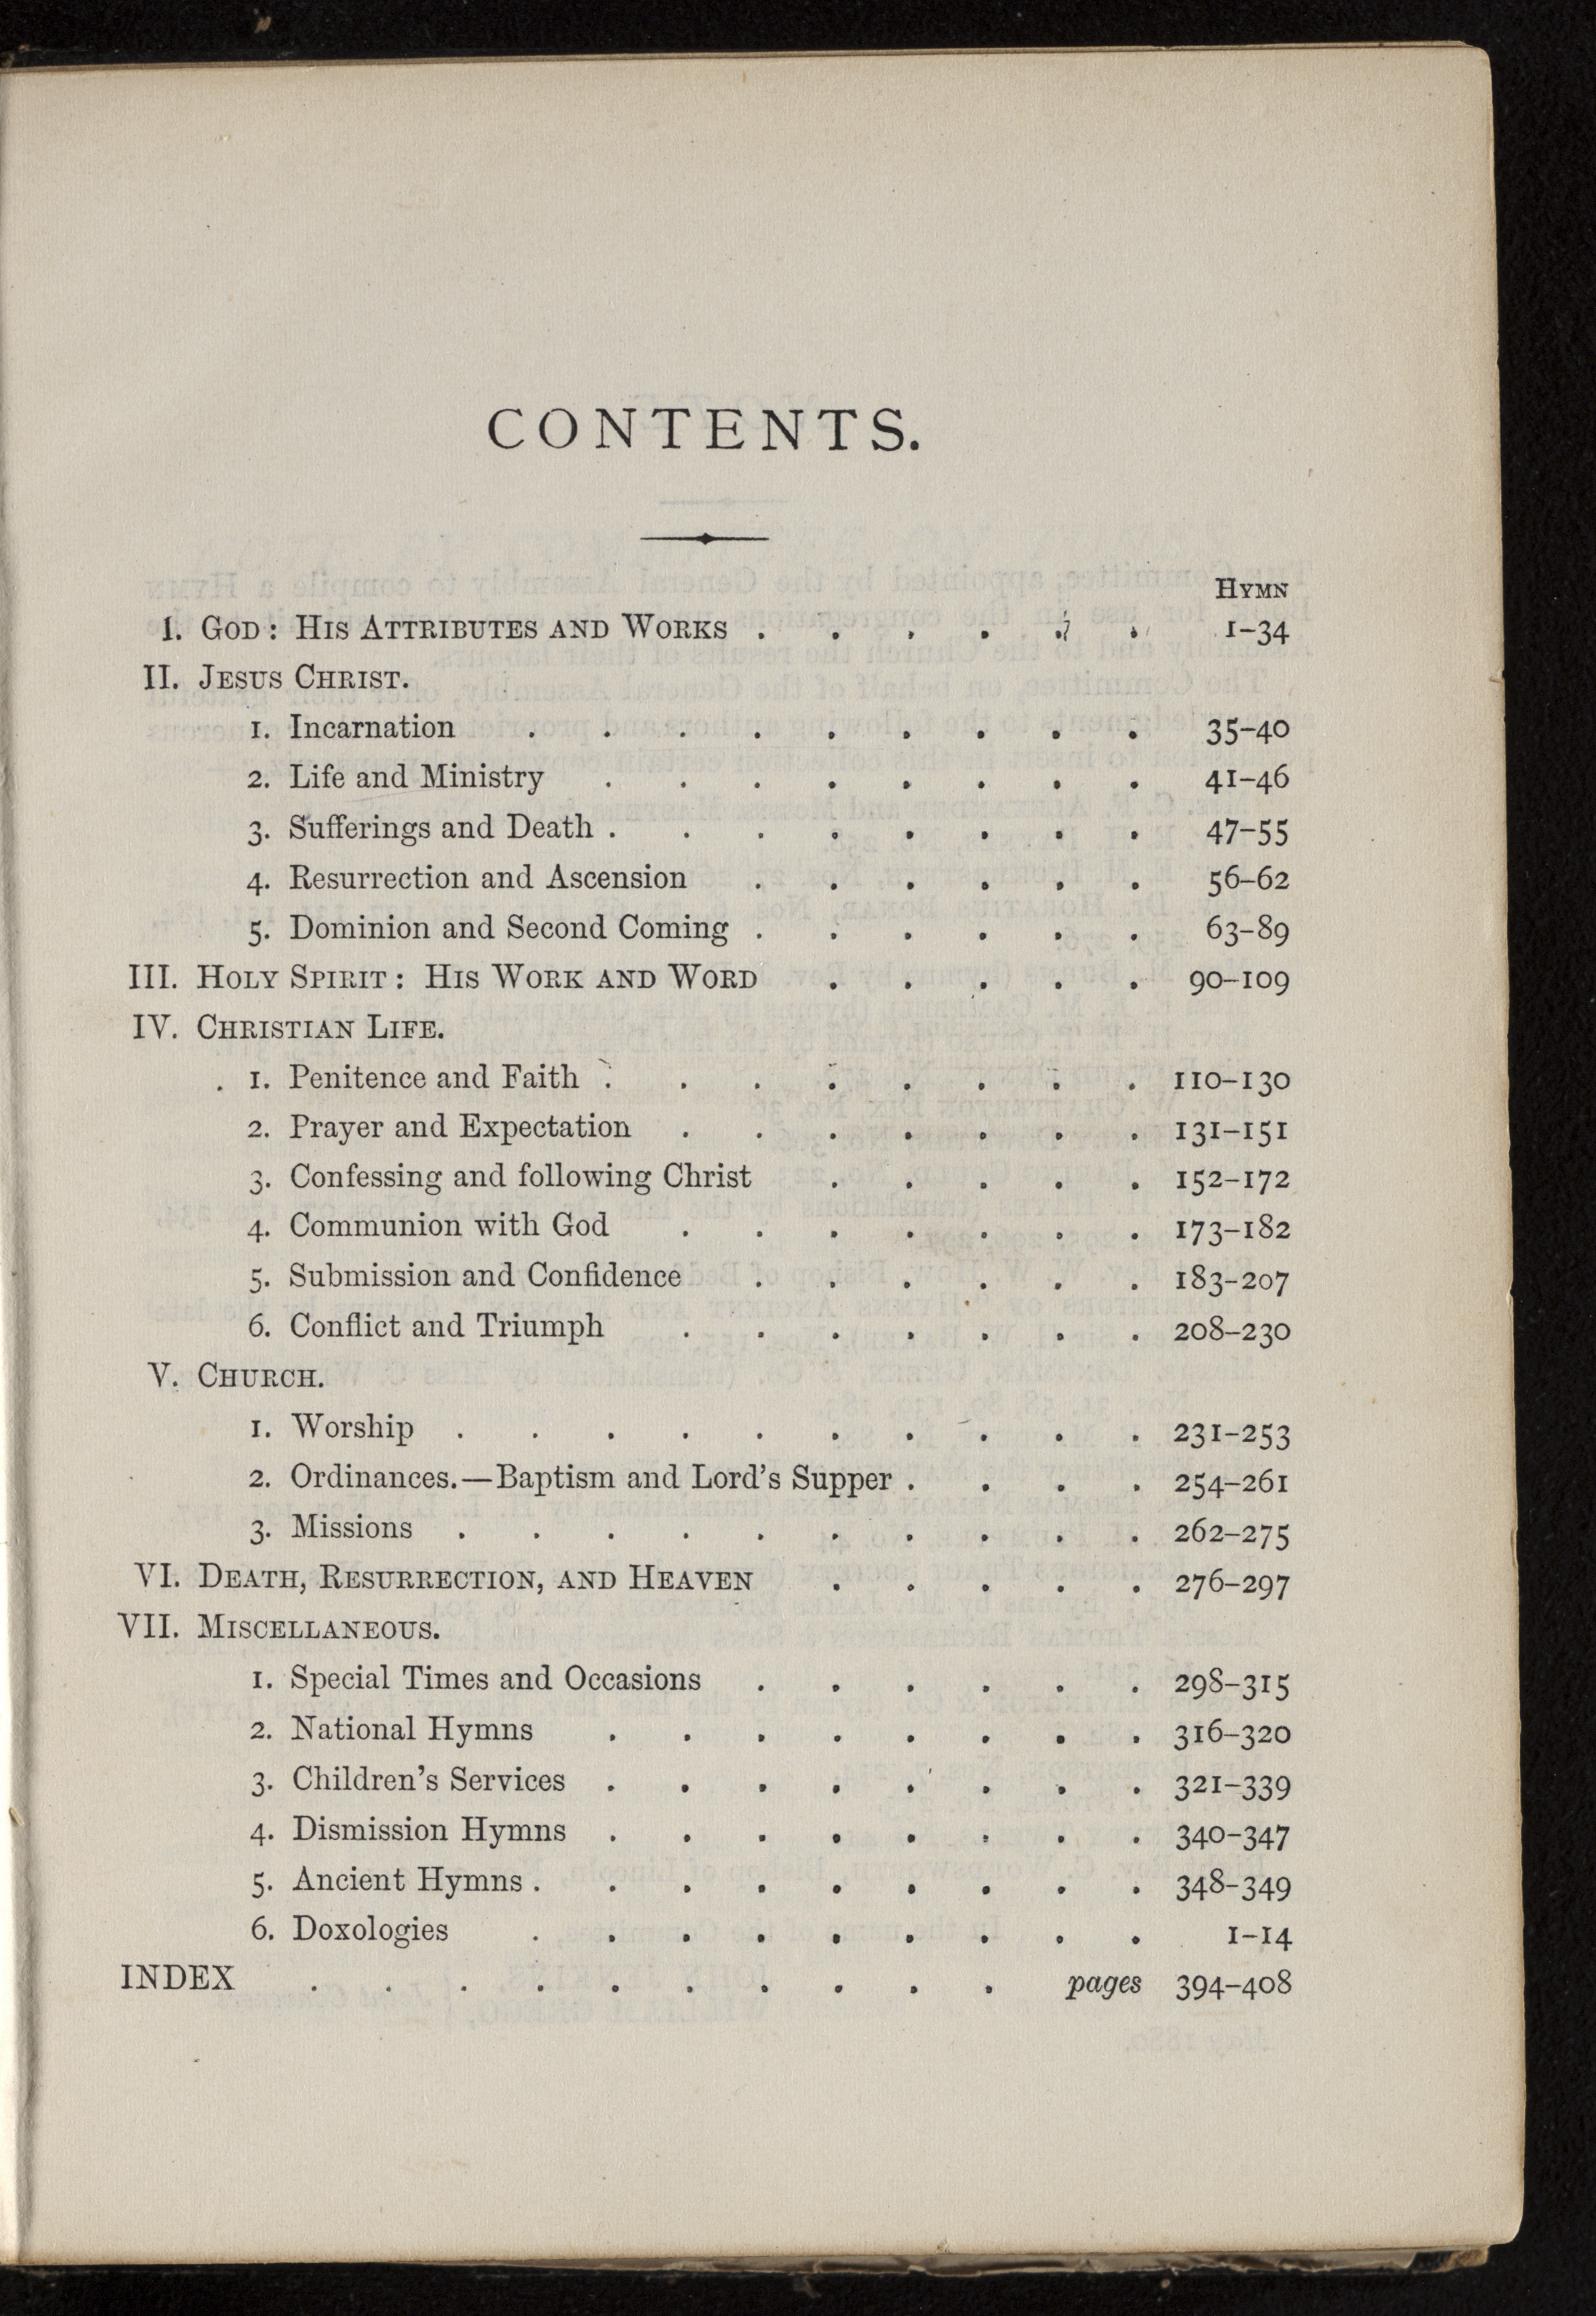 CONTENTS.
HYMN
I. GOD: HIS ATTRIBUTES AND WORKS . . . . . . 1–34
II. JESUS CHRIST.
1. Incarnation . . . . . . . . . 35–40
2. Life and Ministry . . . . . . . . 41–46
3. Sufferings and Death . . . . . . . . 47–55
4. Resurrection and Ascension . . . . . . 56–62
5. Dominion and Second Coming . . . . . . 63–89
III. HOLY SPIRIT: HIS WORK AND WORD . . . . . 90–109
IV. CHRISTIAN LIFE.
1. Penitence and Faith . . . . . . . . 110–130
2. Prayer and Expectation . . . . . . . 131–151
3. Confessing and following Christ . . . . . 152–172
4. Communion with God . . . . . . . 173–182
5. Submission and Confidence . . . . . . 183–207
6. Conflict and Triumph . . . . . . . 208–230
V. CHURCH.
1. Worship . . . . . . . . . . 231–253
2. Ordinances.—Baptism and Lord's Supper . . . . 254–261
3. Missions . . . . . . . . . . 262–275
VI. DEATH, RESURRECTION, AND HEAVEN . . . . . 276–297
VII. MISCELLANEOUS.
1. Special Times and Occasions . . . . . . 298–315
2. National Hymns . . . . . . . . 316–320
3. Children's Services . . . . . . . . 321–339
4. Dismission Hymns . . . . . . . . 340–347
5. Ancient Hymns . . . . . . . . . 348–349
6. Doxologies . . . . . . . . . 1–14
INDEX . . . . . . . . . . pages 394–408